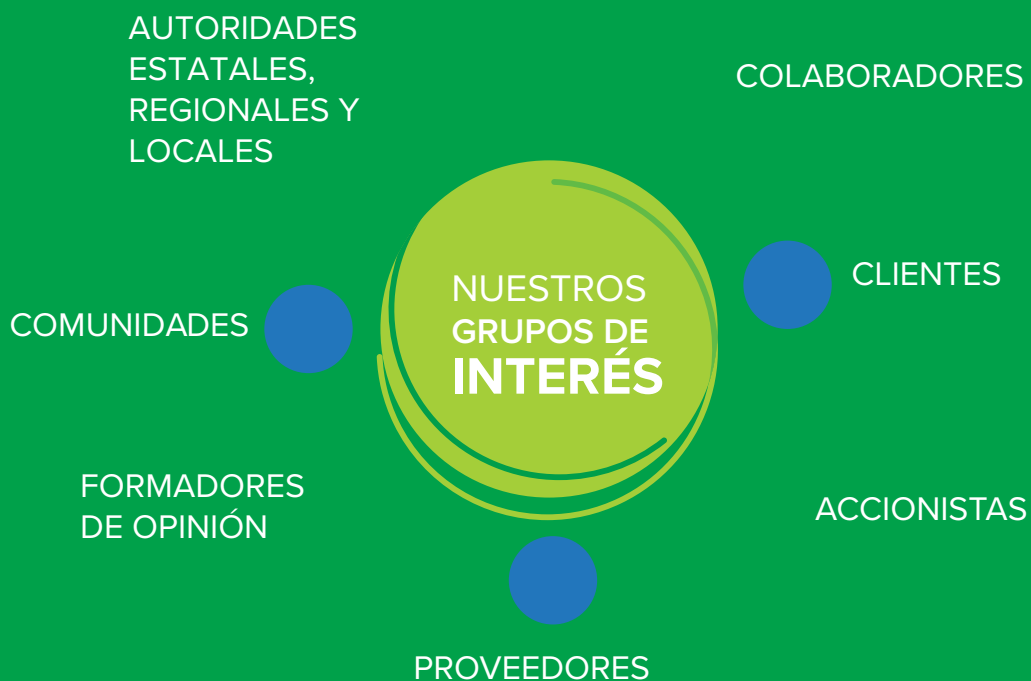 AUTORIDADES
ESTATALES,
REGIONALES Y
LOCALES
COLABORADORES
NUESTROS
GRUPOS DE
INTERÉS
CLIENTES
COMUNIDADES
FORMADORES
DE OPINIÓN
ACCIONISTAS
PROVEEDORES